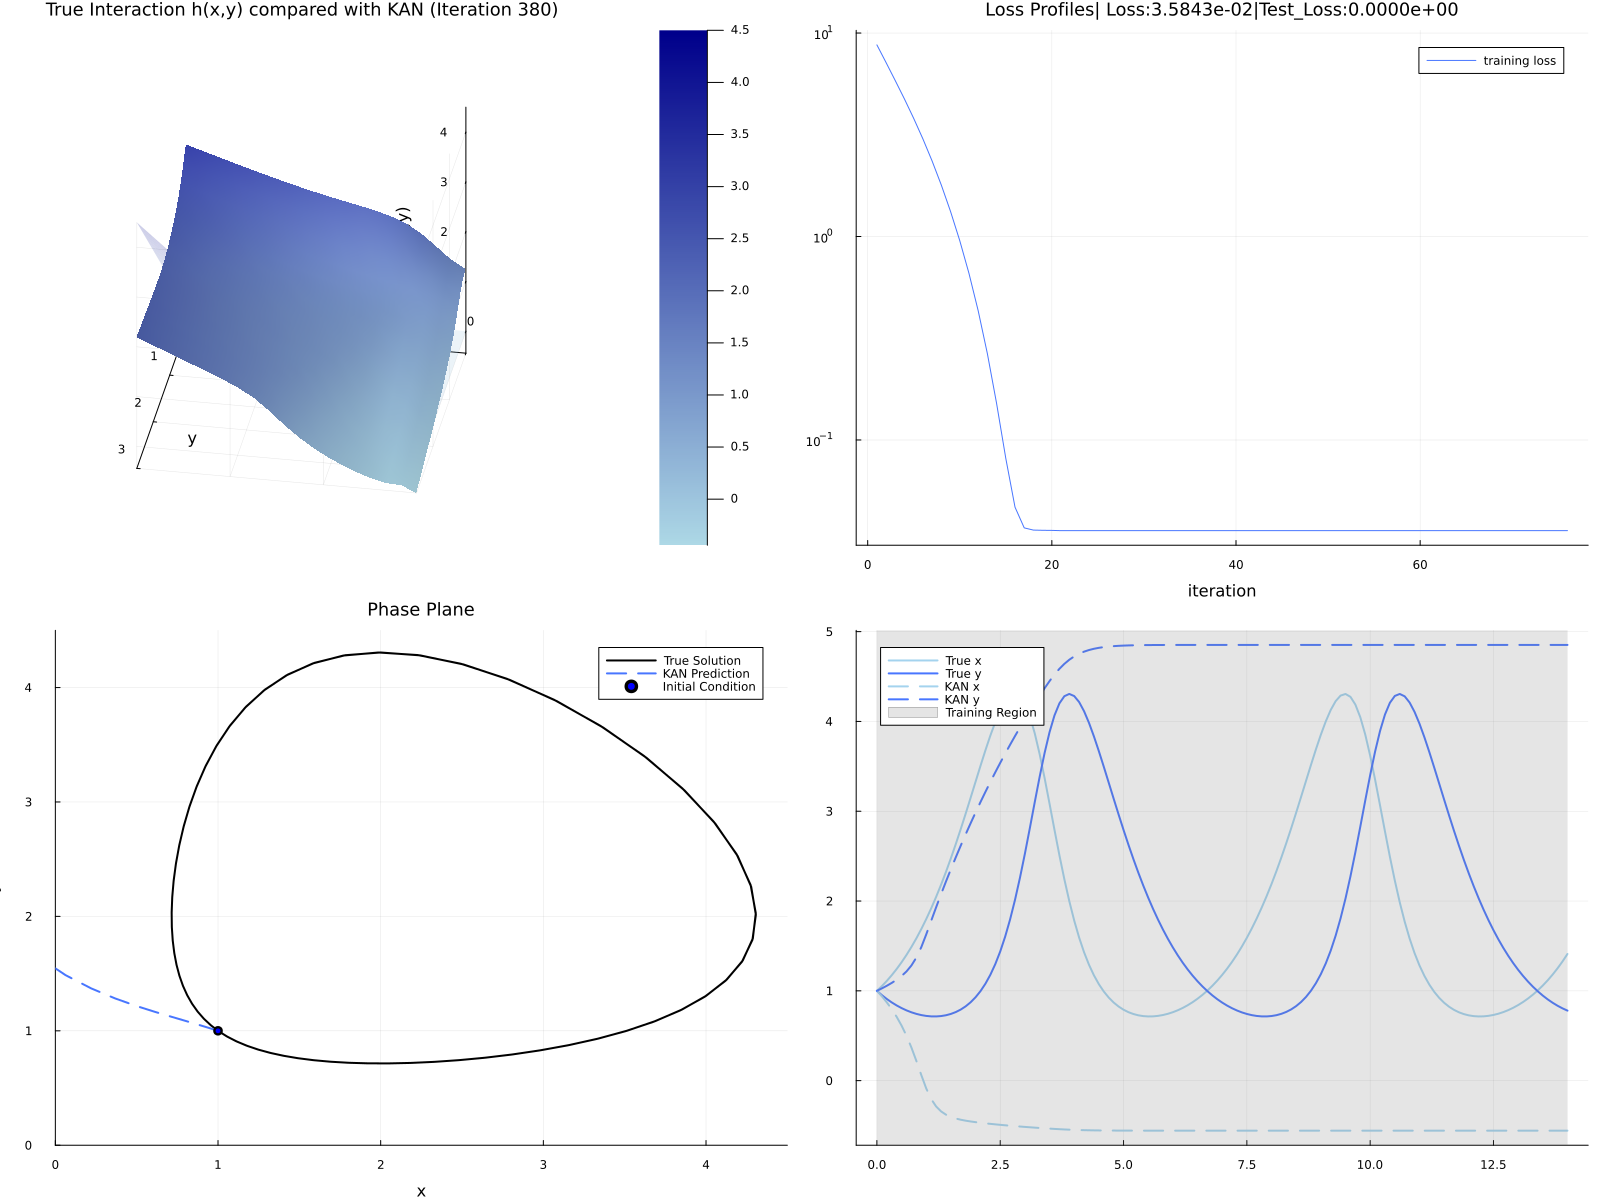 True Interaction h(x,y) compared with KAN (Iteration 380)
4
3
2
y)
0
1
2
3
y
4.5
4.0
3.5
3.0
2.5
2.0
1.5
1.0
0.5
0
Loss Profiles| Loss:3.5843e-02|Test_Loss:0.0000e+00
10^1
10^0
10^-1
training loss
0 20 40 60
iteration
Phase Plane
True Solution
KAN Prediction
Initial Condition
4
3
2
1
0
0 1 2 3 4
x
5
4
3
2
1
0
True x
True y
KAN x
KAN y
Training Region
0.0 2.5 5.0 7.5 10.0 12.5